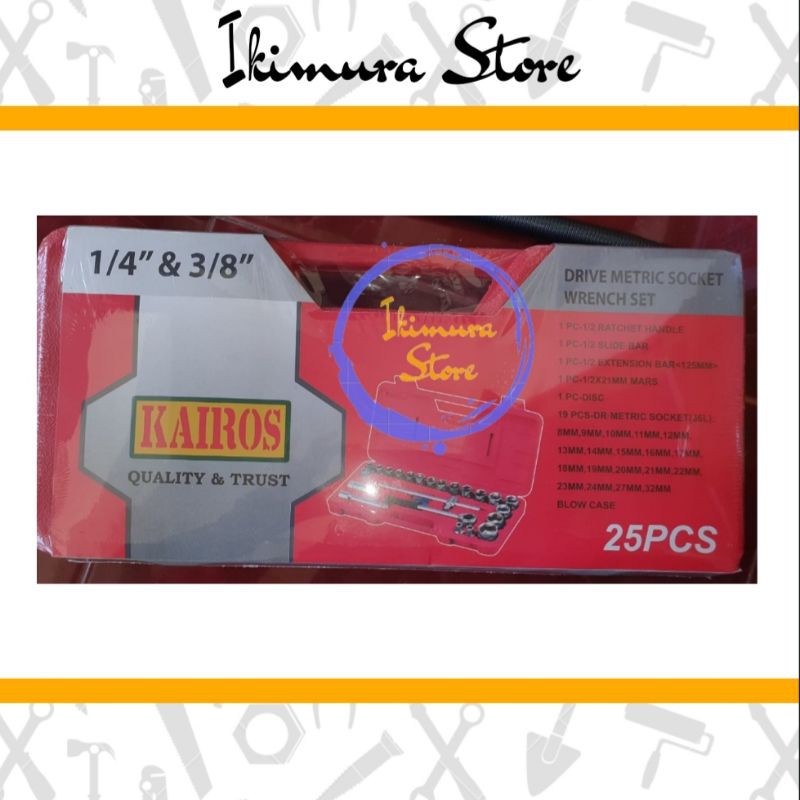 Ikimura Store
1/4” & 3/8”
DRIVE METRIC SOCKET
WRENCH SET
1 PC-1/2 RATCHET HANDLE
1 PC-1/2 SLIDE BAR
1 PC-1/2 EXTENSION BAR<125MM>
1 PC-1/2X21MM MARS
1 PC-DISC
19 PCS-DR·METRIC SOCKET(36L):
8MM,9MM,10MM,11MM,12MM,
13MM,14MM,15MM,16MM,17MM,
18MM,19MM,20MM,21MM,22MM,
23MM,24MM,27MM,32MM
BLOW CASE
25PCS
Ikimura
Store
KAIROS
QUALITY & TRUST